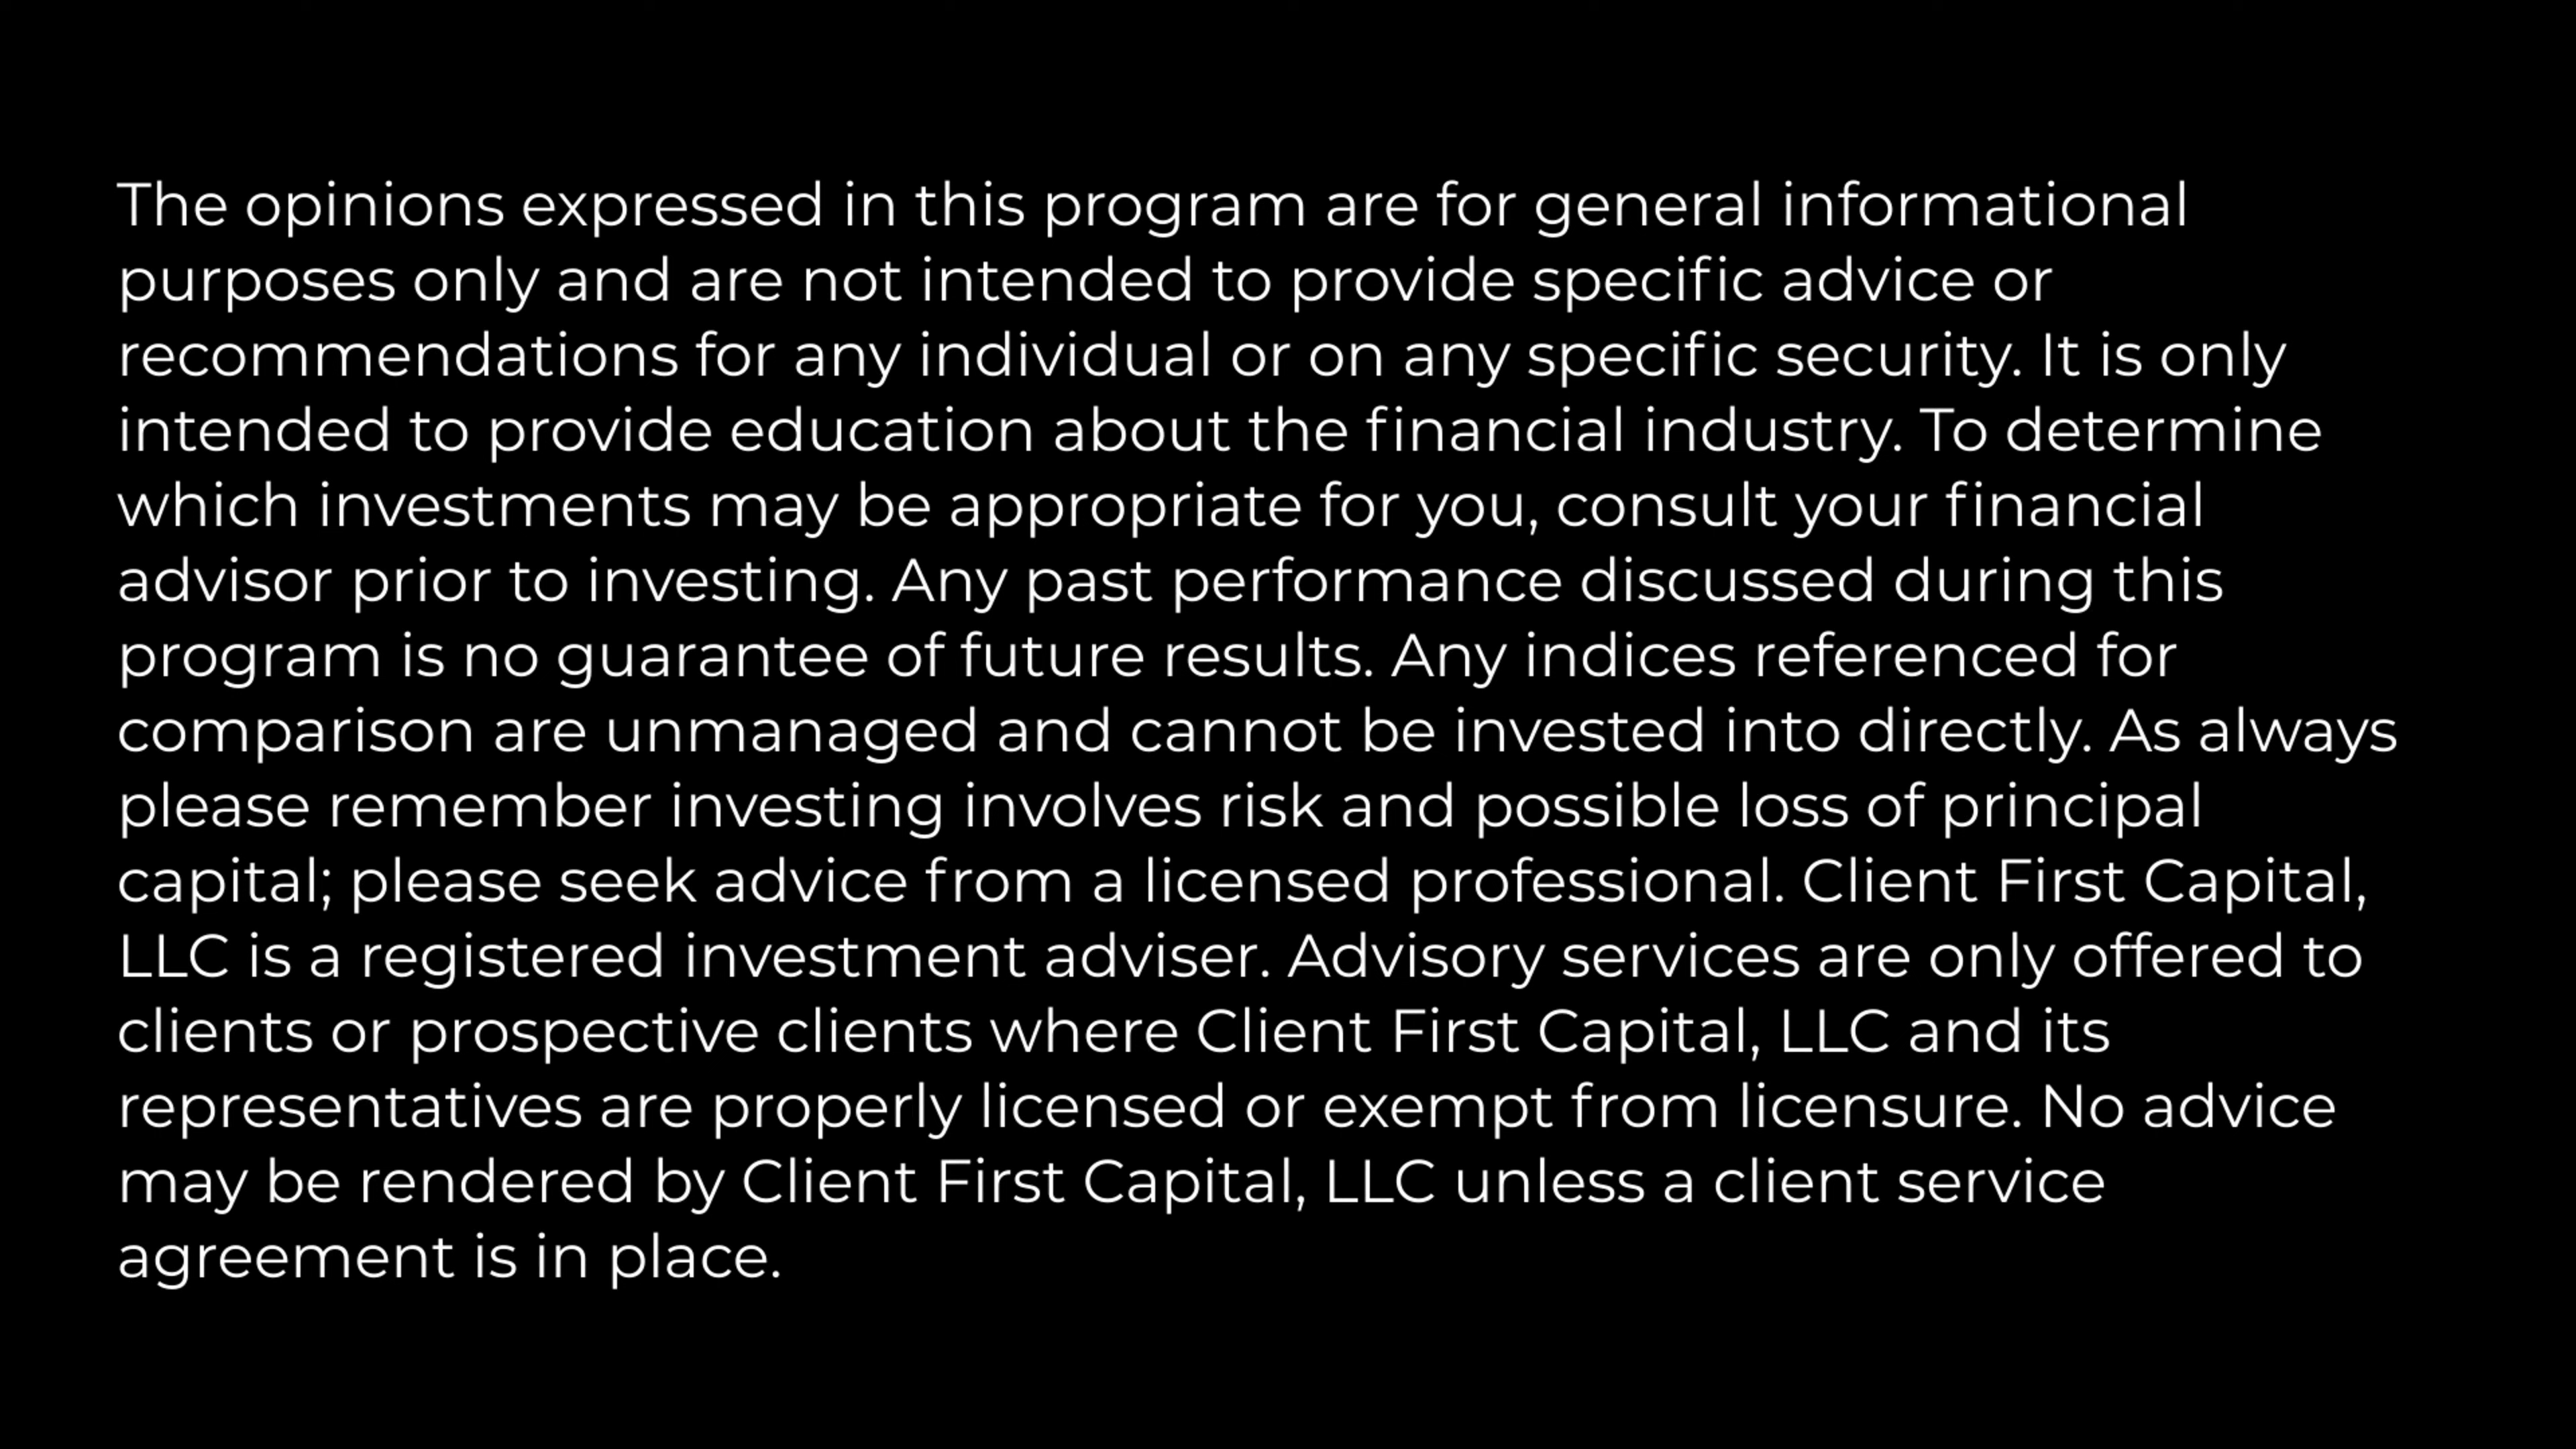 The opinions expressed in this program are for general informational
purposes only and are not intended to provide specific advice or
recommendations for any individual or on any specific security. It is only
intended to provide education about the financial industry. To determine
which investments may be appropriate for you, consult your financial
advisor prior to investing. Any past performance discussed during this
program is no guarantee of future results. Any indices referenced for
comparison are unmanaged and cannot be invested into directly. As always
please remember investing involves risk and possible loss of principal
capital; please seek advice from a licensed professional. Client First Capital,
LLC is a registered investment adviser. Advisory services are only offered to
clients or prospective clients where Client First Capital, LLC and its
representatives are properly licensed or exempt from licensure. No advice
may be rendered by Client First Capital, LLC unless a client service
agreement is in place.